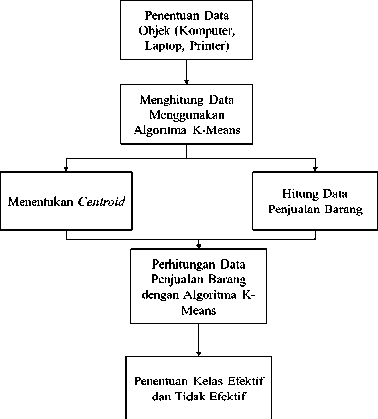 Penentuan Data
Objek (Komputer,
Laptop, Printer)
Menghitung Data
Menggunakan
Algoritma K-Means
Menentukan Centroid
Hitung Data
Penjualan Barang
Perhitungan Data
Penjualan Barang
dengan Algoritma K-
Means
Penentuan Kelas Efektif
dan Tidak Efektif